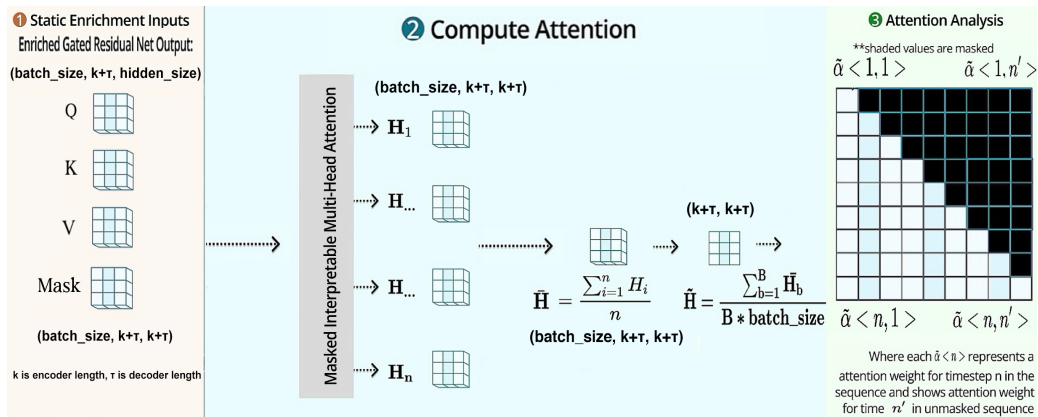 1 Static Enrichment Inputs
Enriched Gated Residual Net Output:
(batch_size, k+τ, hidden_size)
Q
K
V
Mask
(batch_size, k+τ, k+τ)
k is encoder length, τ is decoder length
2 Compute Attention
Masked Interpretable Multi-Head Attention
(batch_size, k+τ, k+τ)
H₁
H...
H...
Hₙ
H̄ = ∑ⁿᵢ₌₁ Hᵢ / n
(batch_size, k+τ, k+τ)
(k+τ, k+τ)
H̃ = ∑ᴮb=1 H̄b / B * batch_size
3 Attention Analysis
**shaded values are masked
α̃ < 1, 1 > α̃ < 1, n′ >
α̃ < n, 1 > α̃ < n, n′ >
Where each α̃ < n > represents a
attention weight for timestep n in the
sequence and shows attention weight
for time n′ in unmasked sequence